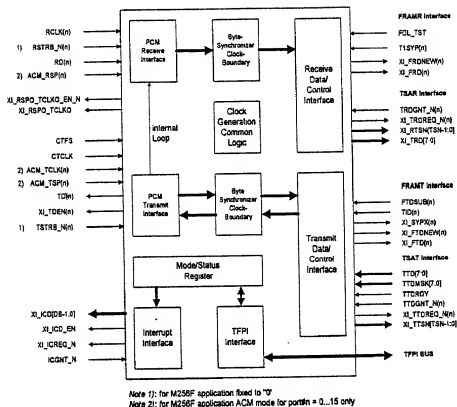 FRAMR Interface
RCLK(n)
1) RSTRB_N(n)
RD(n)
2) ACM_RSP(n)
XI_RSPO_TCLKO_EN_N
XI_RSPO_TCLKO
CTFS
CTCLK
2) ACM_TCLK(n)
2) ACM_TSP(n)
TD(n)
XI_TDEN(n)
1) TSTRB_N(n)
XI_ICD[DB-1:0]
XI_ICD_EN
XI_ICREQ_N
ICGNT_N
PCM
Receive
Interface
Byte-
Synchronizer
Clock-
Boundary
Receive
Data/
Control
Interface
Internal
Loop
Clock
Generation
Common
Logic
PCM
Transmit
Interface
Byte
Synchronizer
Clock-
Boundary
Transmit
Data/
Control
Interface
Mode/Status
Register
Interrupt
Interface
TFPI
Interface
FOL_TST
T1SYP(n)
XI_FRDNEW(n)
XI_FRD(n)
TSAR Interface
TRDGNT_N(n)
XI_TRDREQ_N(n)
XI_RTSN[TSN-1:0]
XI_TRD[7:0]
FRAMT Interface
FTDSUB(n)
TID(n)
XI_SYPX(n)
XI_FTDNEW(n)
XI_FTD(n)
TSAT Interface
TTD[7:0]
TTDMSK[7:0]
TTDRDY
TTDGNT_N(n)
XI_TTDREQ_N(n)
XI_TTSN[TSN-1:0]
TFPI BUS
Note 1): for M256F application fixed to "0"
Note 2): for M256F application ACM mode for port#n = 0...15 only